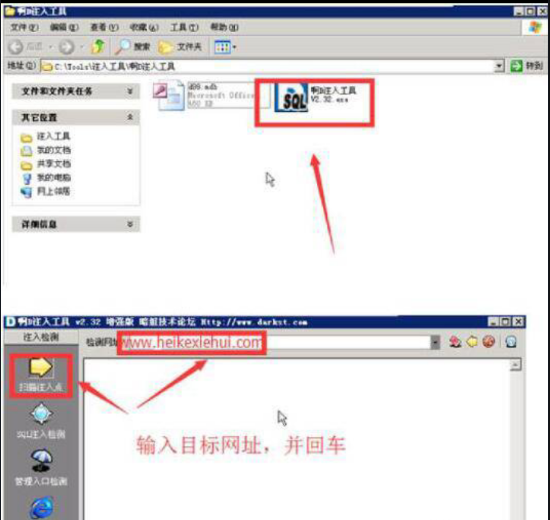 啊D注入工具
文件(F) 编辑(E) 查看(V) 收藏(A) 工具(T) 帮助(H)
后退 搜索 文件夹
地址(D) C:\Tools\注入工具\啊D注入工具 转到
文件和文件夹任务
其它位置
注入工具
我的文档
共享文档
我的电脑
网上邻居
详细信息
mdb
Microsoft Office
800 KB
啊D注入工具
V2.32.exe
啊D注入工具 v2.32 增强版 暗组技术论坛 Http://www.darkst.com
注入检测
检测网址
www.heikexiehui.com
扫描注入点
SQL注入检测
管理入口检测
输入目标网址，并回车